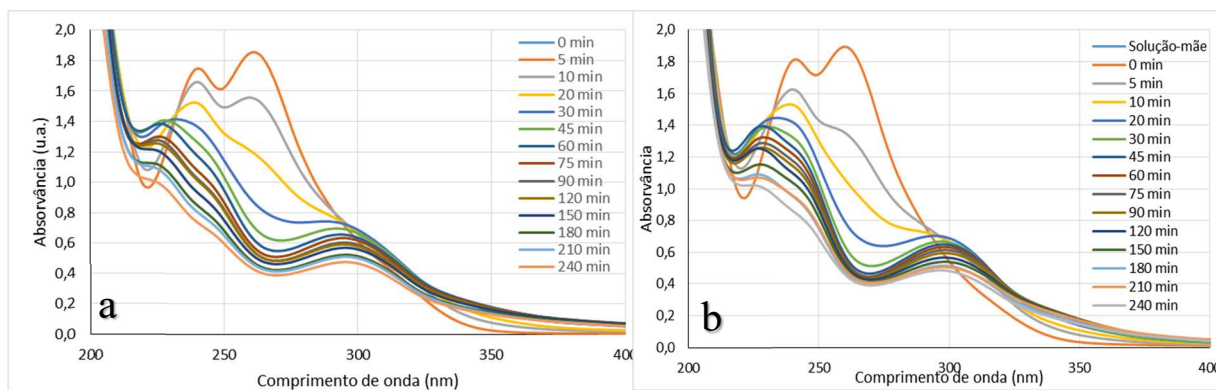 2,0
1,8
1,6
1,4
1,2
1,0
0,8
0,6
0,4
0,2
0,0
Absorvância (u.a.)
200
250
300
350
400
Comprimento de onda (nm)
0 min
5 min
10 min
20 min
30 min
45 min
60 min
75 min
90 min
120 min
150 min
180 min
210 min
240 min
a
2,0
1,8
1,6
1,4
1,2
1,0
0,8
0,6
0,4
0,2
0,0
Absorvância
200
250
300
350
400
Comprimento de onda (nm)
Solução-mãe
0 min
5 min
10 min
20 min
30 min
45 min
60 min
75 min
90 min
120 min
150 min
180 min
210 min
240 min
b